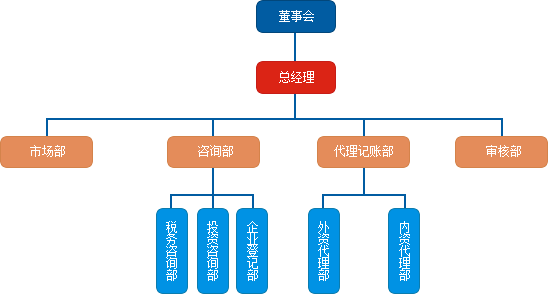 董事会
总经理
市场部
咨询部
代理记账部
审核部
税务咨询部
投资咨询部
企业登记部
外资代理部
内资代理部